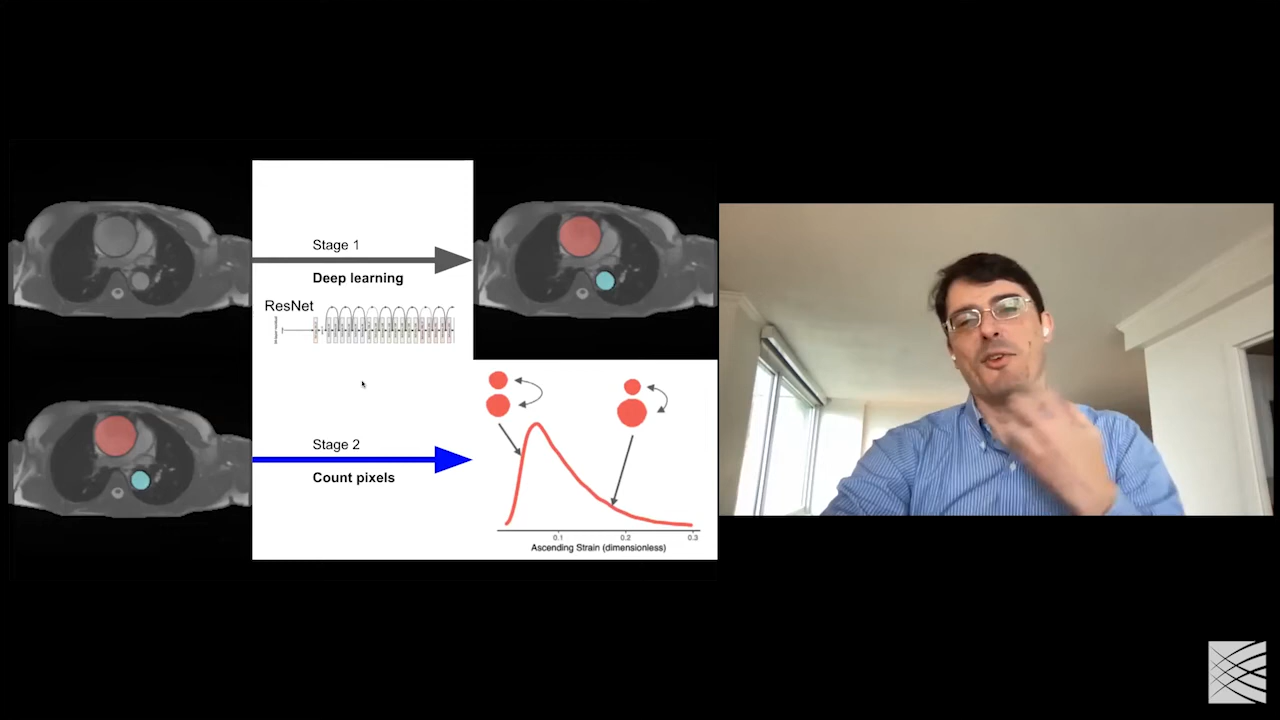 Stage 1
Deep learning
ResNet
Stage 2
Count pixels
0.1 0.2 0.3
Ascending Strain (dimensionless)